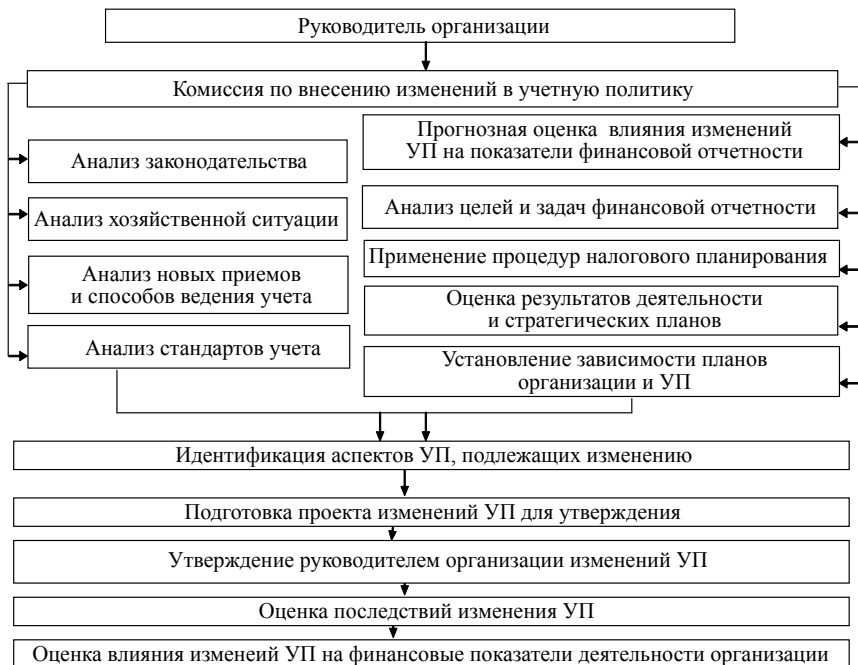 Руководитель организации
Комиссия по внесению изменений в учетную политику
Анализ законодательства
Анализ хозяйственной ситуации
Анализ новых приемов
и способов ведения учета
Анализ стандартов учета
Прогнозная оценка влияния изменений
УП на показатели финансовой отчетности
Анализ целей и задач финансовой отчетности
Применение процедур налогового планирования
Оценка результатов деятельности
и стратегических планов
Установление зависимости планов
организации и УП
Идентификация аспектов УП, подлежащих изменению
Подготовка проекта изменений УП для утверждения
Утверждение руководителем организации изменений УП
Оценка последствий изменения УП
Оценка влияния изменеий УП на финансовые показатели деятельности организации